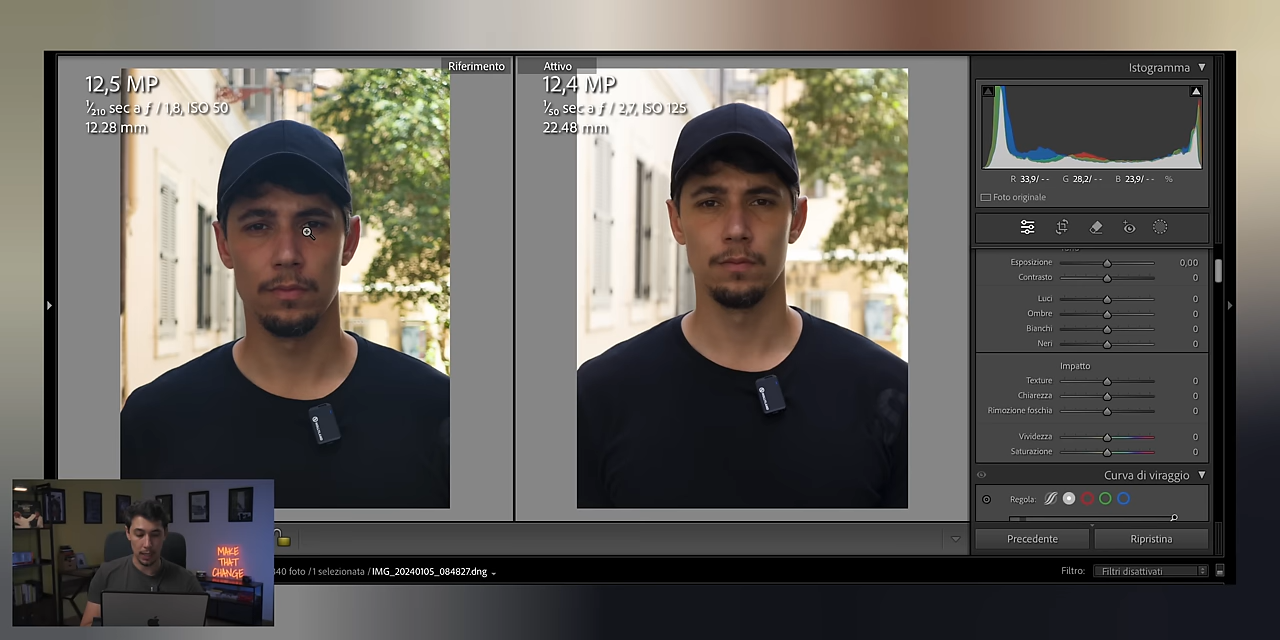 Riferimento
12,5 MP
1/210 sec a ƒ / 1,8, ISO 50
12.28 mm
Attivo
12,4 MP
1/50 sec a ƒ / 2,7, ISO 125
22.48 mm
Istogramma
R 33,9/ - - G 28,2/ - - B 23,9/ - - %
Foto originale
Esposizione 0,00
Contrasto 0
Luci 0
Ombre 0
Bianchi 0
Neri 0
Impatto
Texture 0
Chiarezza 0
Rimozione foschia 0
Vividezza 0
Saturazione 0
Curva di viraggio
Regola:
Precedente Ripristina
40 foto /1 selezionata /IMG_20240105_084827.dng
Filtro: Filtri disattivati
MAKE
THAT
CHANGE